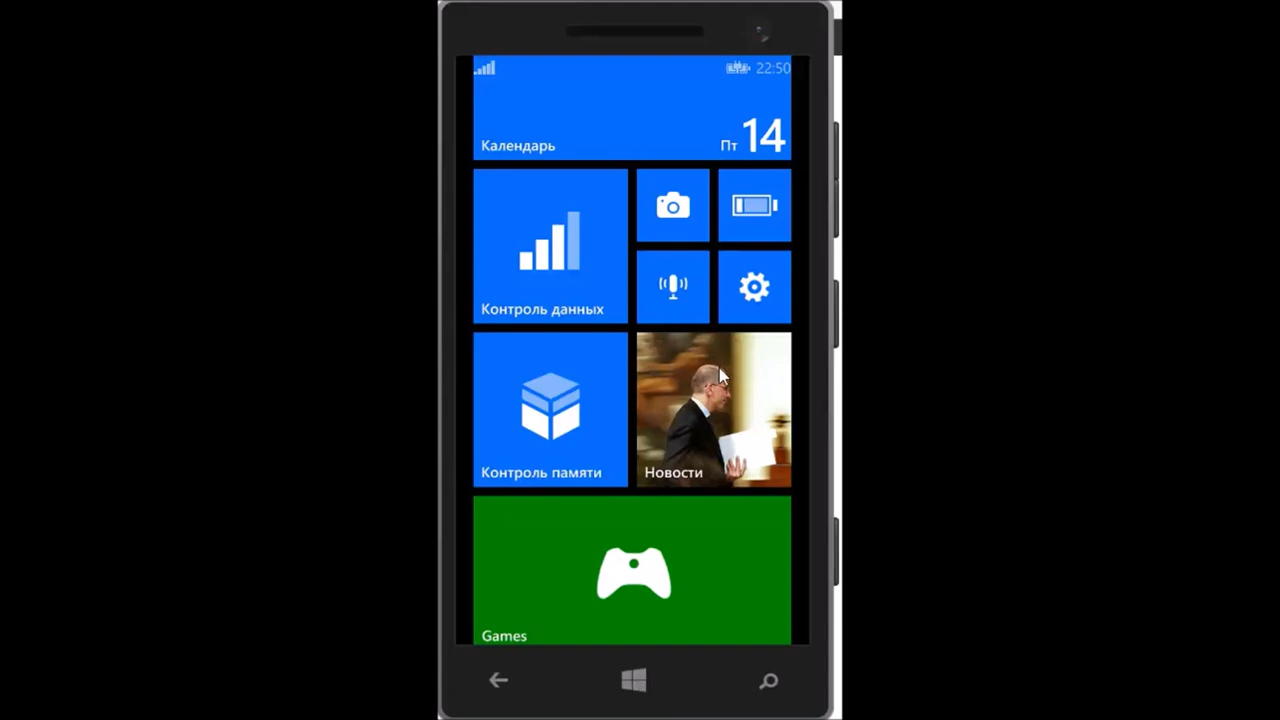 22:50
Календарь
Пт 14
Контроль данных
Контроль памяти
Новости
Games